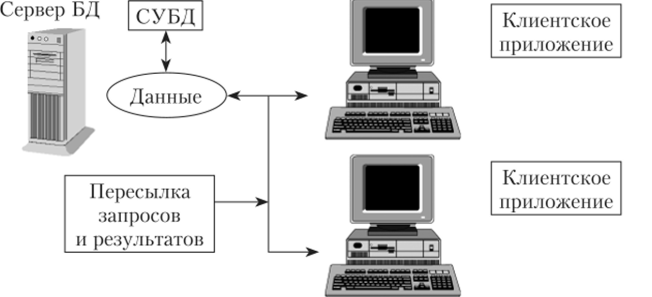 Сервер БД
СУБД
Данные
Клиентское
приложение
Пересылка
запросов
и результатов
Клиентское
приложение